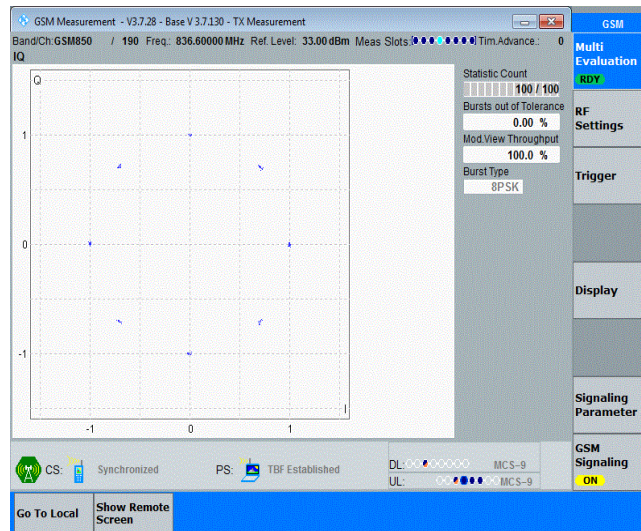 GSM Measurement - V3.7.28 - Base V 3.7.130 - TX Measurement
GSM
Band/Ch: GSM850 / 190 Freq.: 836.60000 MHz Ref. Level: 33.00 dBm Meas Slots: Tim.Advance.: 0
IQ
Multi
Evaluation
RDY
Q
Statistic Count
100 / 100
Bursts out of Tolerance
0.00 %
Mod.View Throughput
100.0 %
Burst Type
8PSK
RF
Settings
Trigger
Display
Signaling
Parameter
GSM
Signaling
ON
1
0
-1
I
-1 0 1
CS: Synchronized PS: TBF Established
DL: MCS-9
UL: MCS-9
Go To Local
Show Remote
Screen